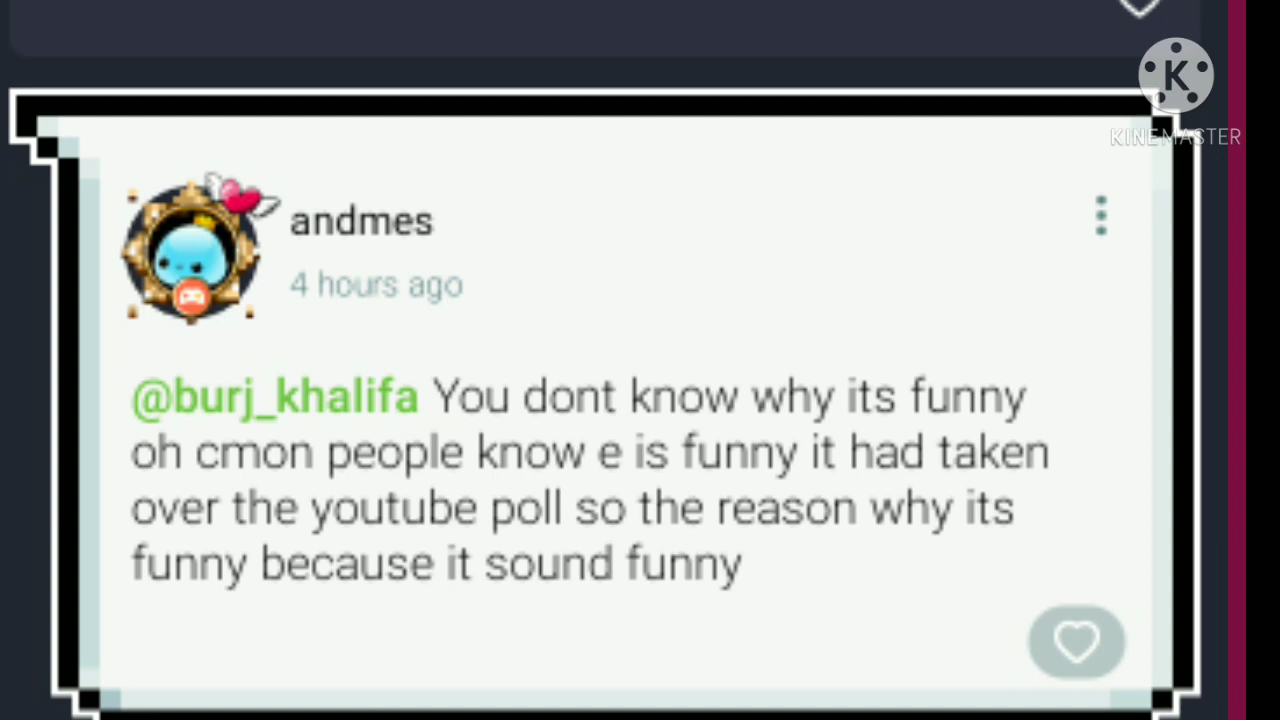 K
KINEMASTER
andmes
4 hours ago
@burj_khalifa You dont know why its funny
oh cmon people know e is funny it had taken
over the youtube poll so the reason why its
funny because it sound funny